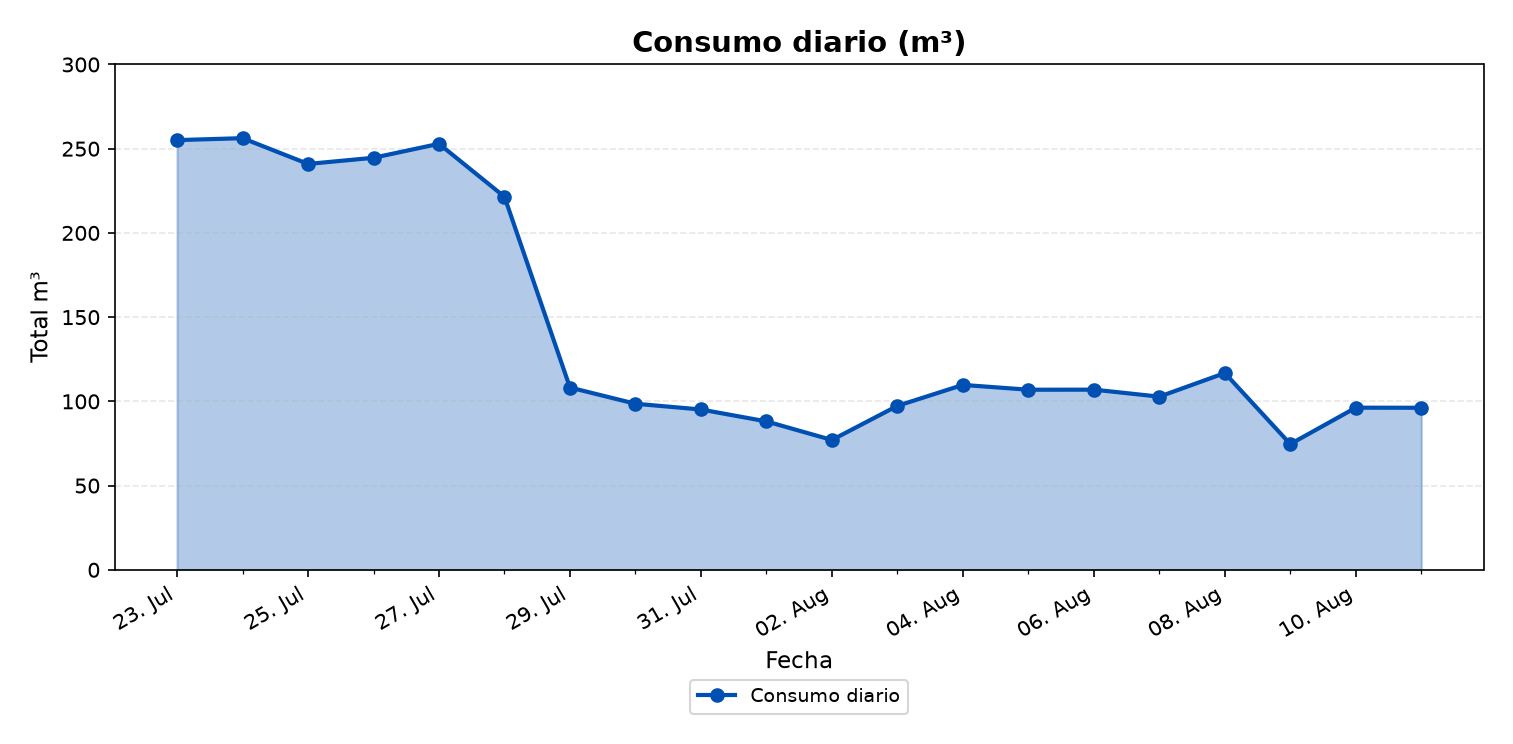 Consumo diario (m³)
Total m³
300
250
200
150
100
50
0
23. Jul
25. Jul
27. Jul
29. Jul
31. Jul
02. Aug
04. Aug
06. Aug
08. Aug
10. Aug
Fecha
Consumo diario